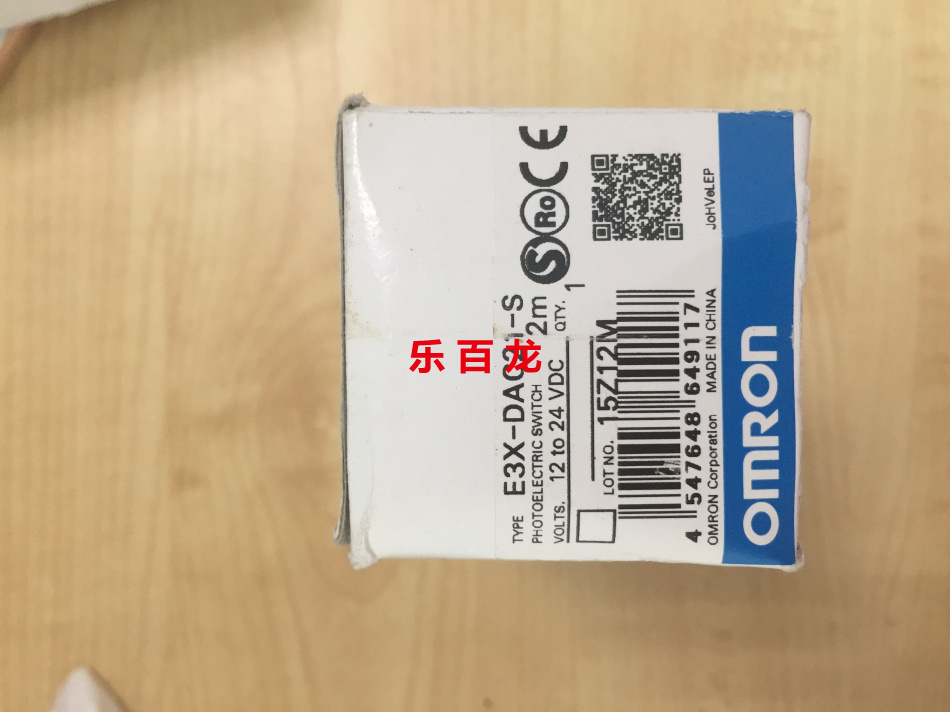 TYPE E3X-DAC21-S 2m
PHOTOELECTRIC SWITCH
VOLTS. 12 to 24 VDC QTY. 1
LOT NO. 15Z12M
4 547648 649117
OMRON Corporation MADE IN CHINA
JoHVeLEP
OMRON
乐百龙